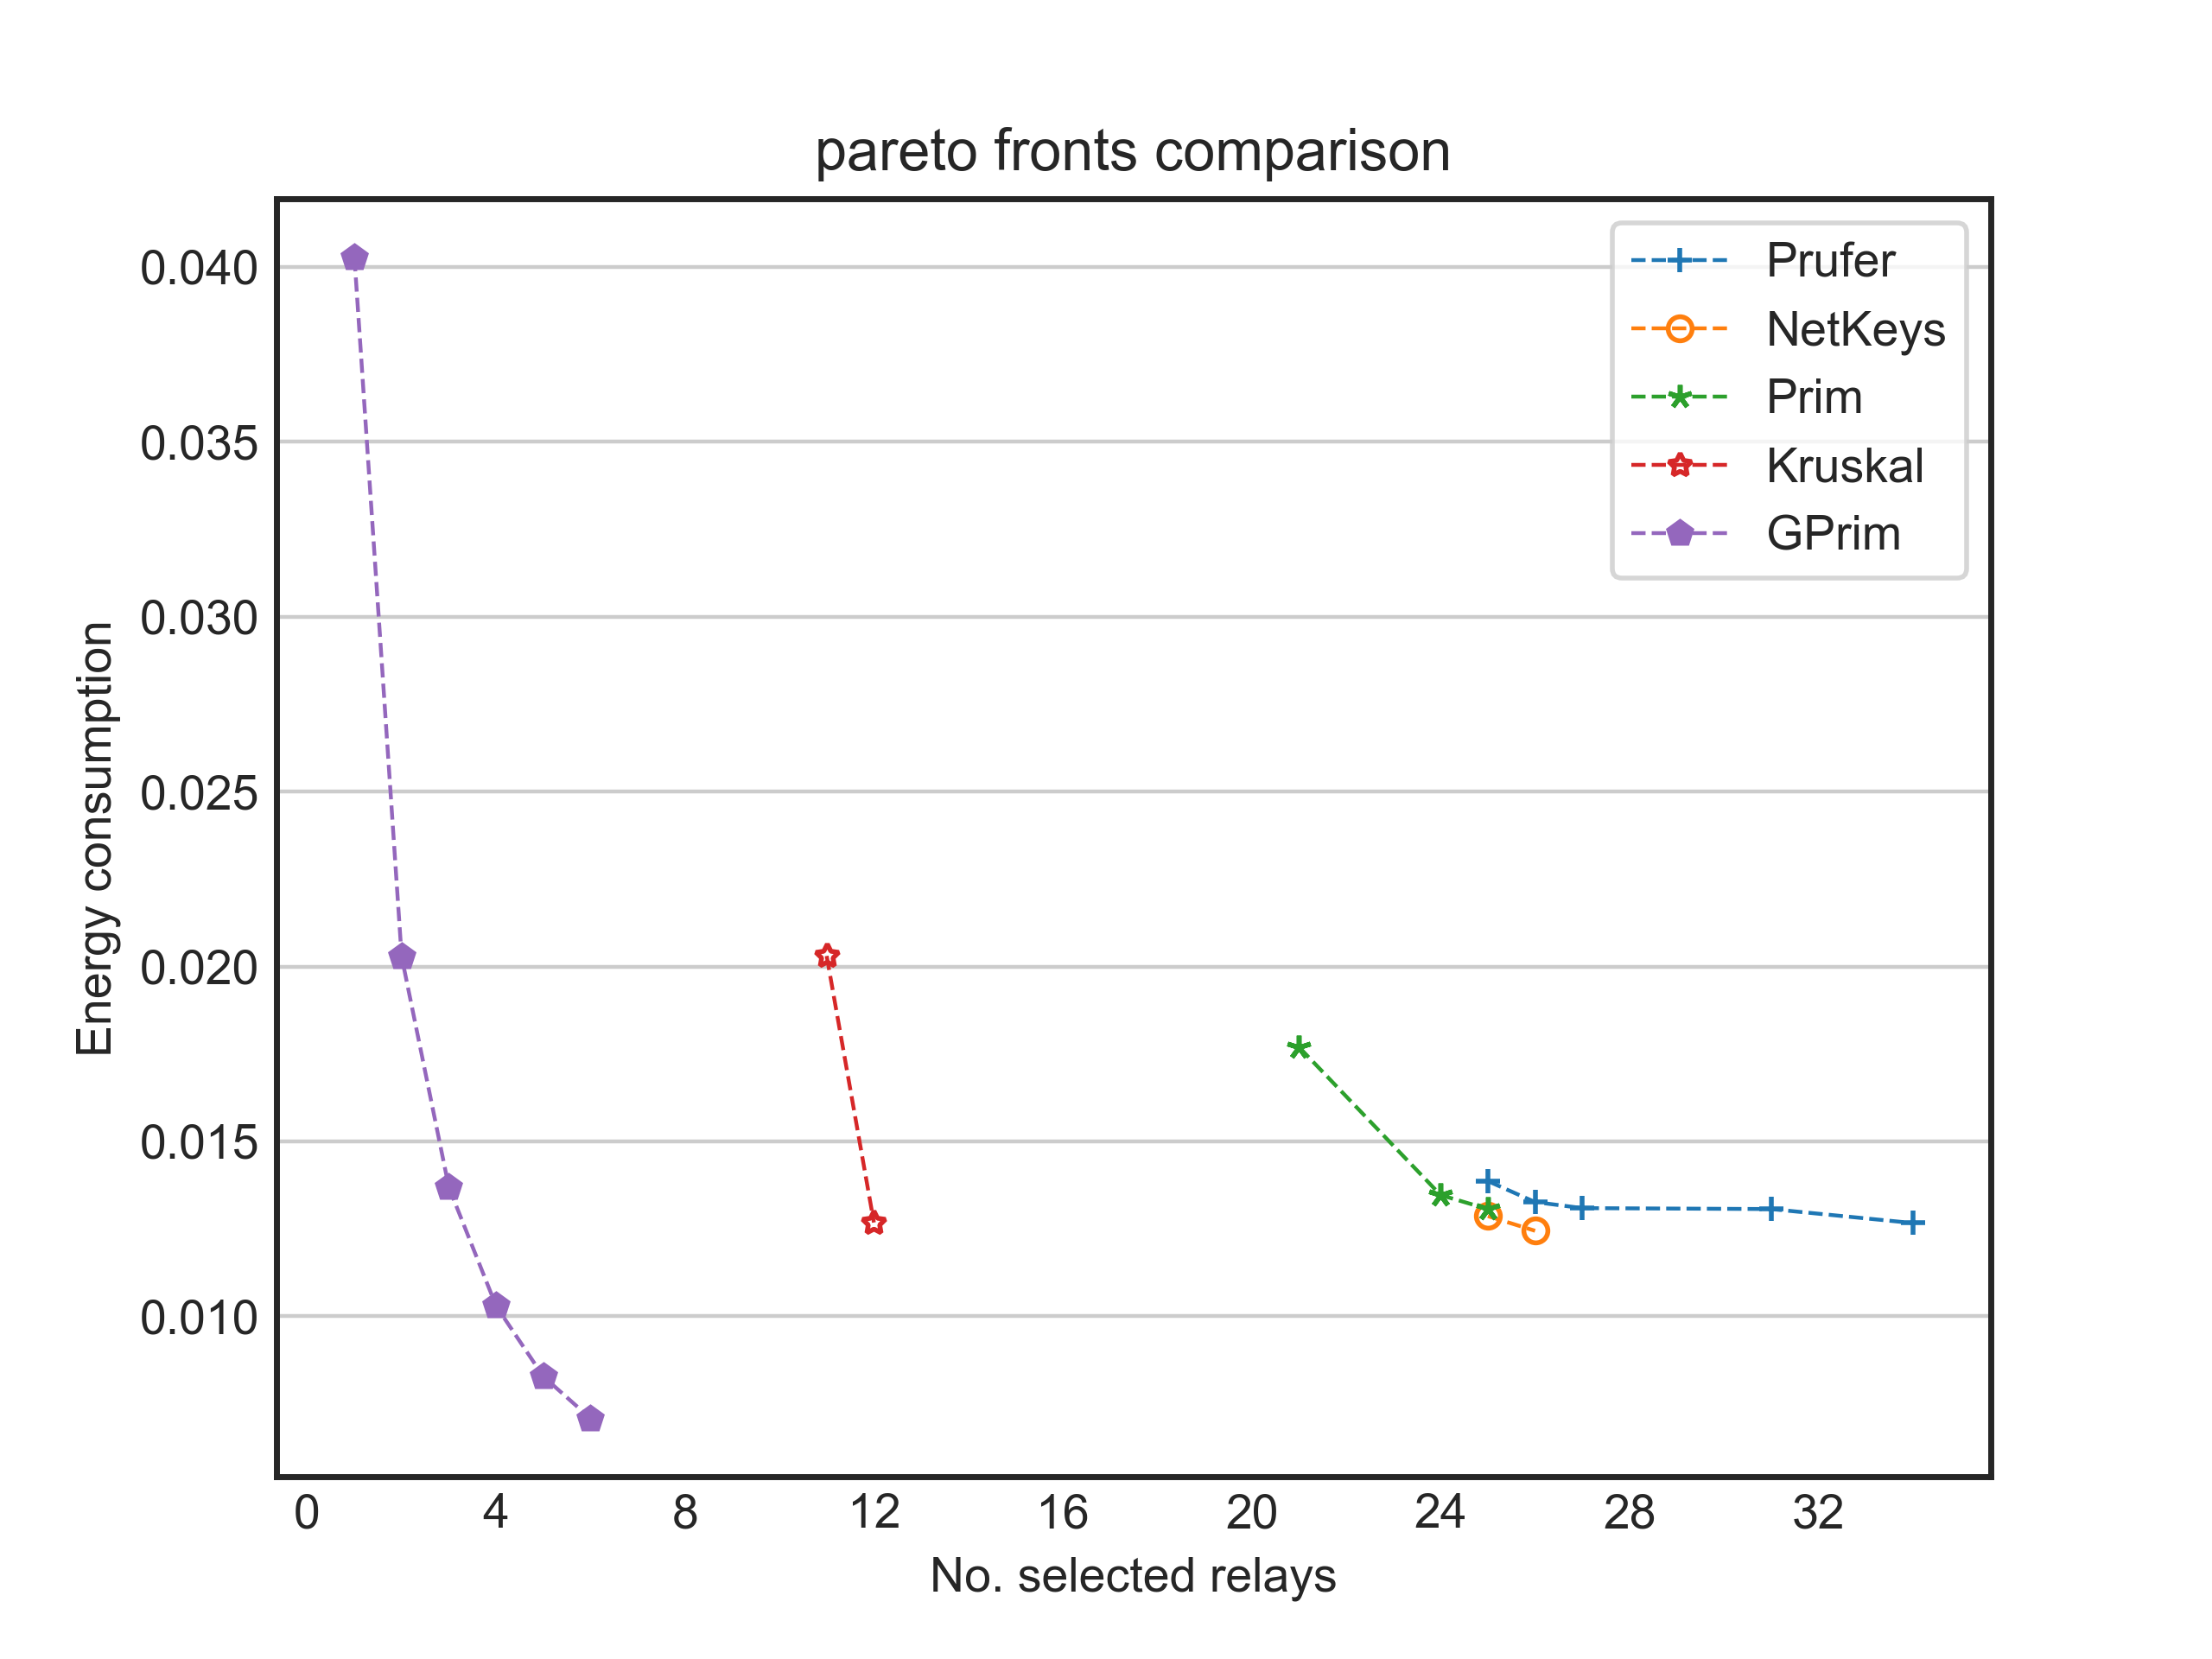 pareto fronts comparison
Prufer
NetKeys
Prim
Kruskal
GPrim
Energy consumption
0.040
0.035
0.030
0.025
0.020
0.015
0.010
0 4 8 12 16 20 24 28 32
No. selected relays